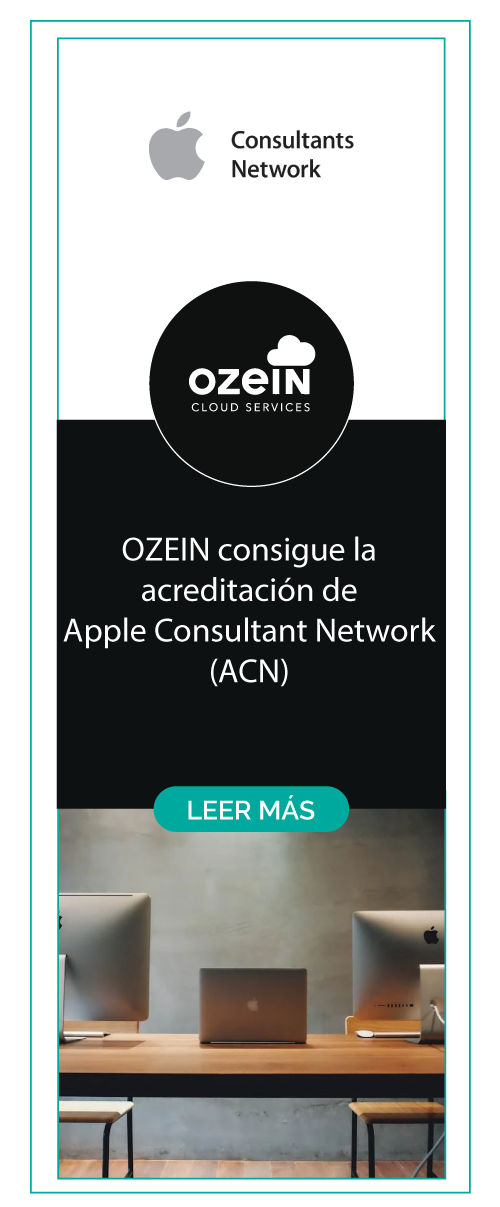 Consultants
Network
OZEIN
CLOUD SERVICES
OZEIN consigue la
acreditación de
Apple Consultant Network
(ACN)
LEER MÁS